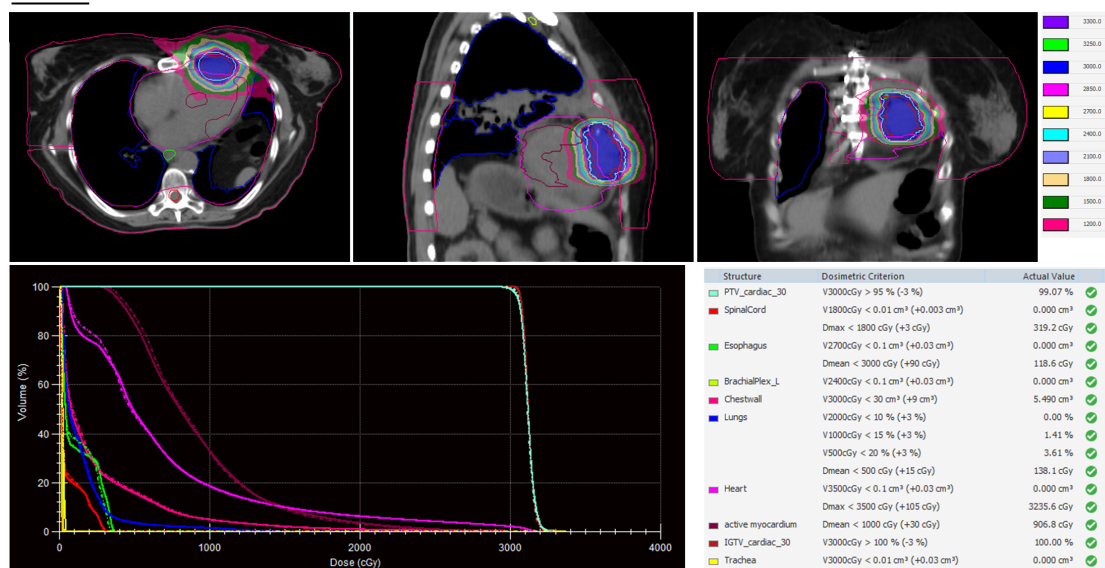 3300.0
3250.0
3000.0
2850.0
2700.0
2400.0
2100.0
1800.0
1500.0
1200.0
100
80
60
40
20
0
Volume (%)
0 1000 2000 3000 4000
Dose (cGy)
Structure Dosimetric Criterion Actual Value
PTV_cardiac_30 V3000cGy > 95 % (-3 %) 99.07 %
SpinalCord V1800cGy < 0.01 cm³ (+0.003 cm³) 0.000 cm³
Dmax < 1800 cGy (+3 cGy) 319.2 cGy
Esophagus V2700cGy < 0.1 cm³ (+0.03 cm³) 0.000 cm³
Dmean < 3000 cGy (+90 cGy) 118.6 cGy
BrachialPlex_L V2400cGy < 0.1 cm³ (+0.03 cm³) 0.000 cm³
Chestwall V3000cGy < 30 cm³ (+9 cm³) 5.490 cm³
Lungs V2000cGy < 10 % (+3 %) 0.00 %
V1000cGy < 15 % (+3 %) 1.41 %
V500cGy < 20 % (+3 %) 3.61 %
Dmean < 500 cGy (+15 cGy) 138.1 cGy
Heart V3500cGy < 0.1 cm³ (+0.03 cm³) 0.000 cm³
Dmax < 3500 cGy (+105 cGy) 3235.6 cGy
active myocardium Dmean < 1000 cGy (+30 cGy) 906.8 cGy
IGTV_cardiac_30 V3000cGy > 100 % (-3 %) 100.00 %
Trachea V3000cGy < 0.01 cm³ (+0.03 cm³) 0.000 cm³